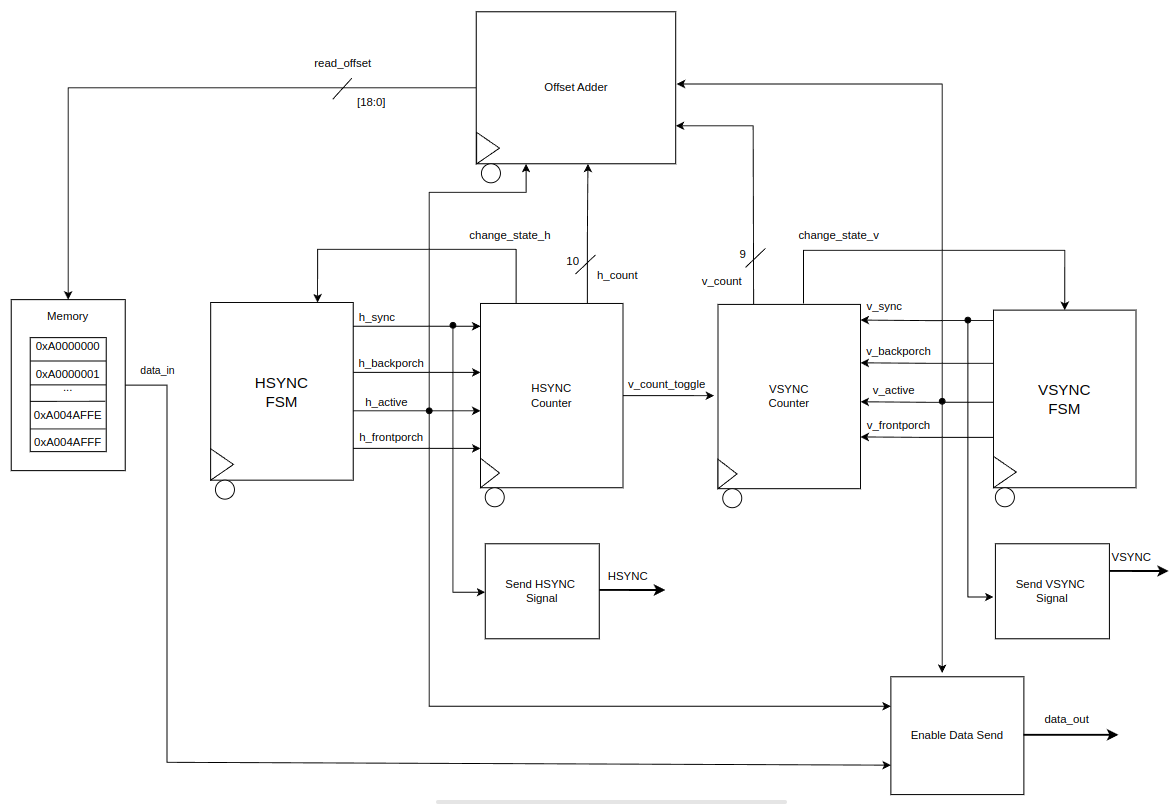 read_offset
[18:0]
Offset Adder
change_state_h
10
h_count
9
v_count
change_state_v
Memory
0xA0000000
0xA0000001
...
0xA004AFFE
0xA004AFFF
data_in
HSYNC
FSM
h_sync
h_backporch
h_active
h_frontporch
HSYNC
Counter
v_count_toggle
VSYNC
Counter
v_sync
v_backporch
v_active
v_frontporch
VSYNC
FSM
Send HSYNC
Signal
HSYNC
Send VSYNC
Signal
VSYNC
Enable Data Send
data_out